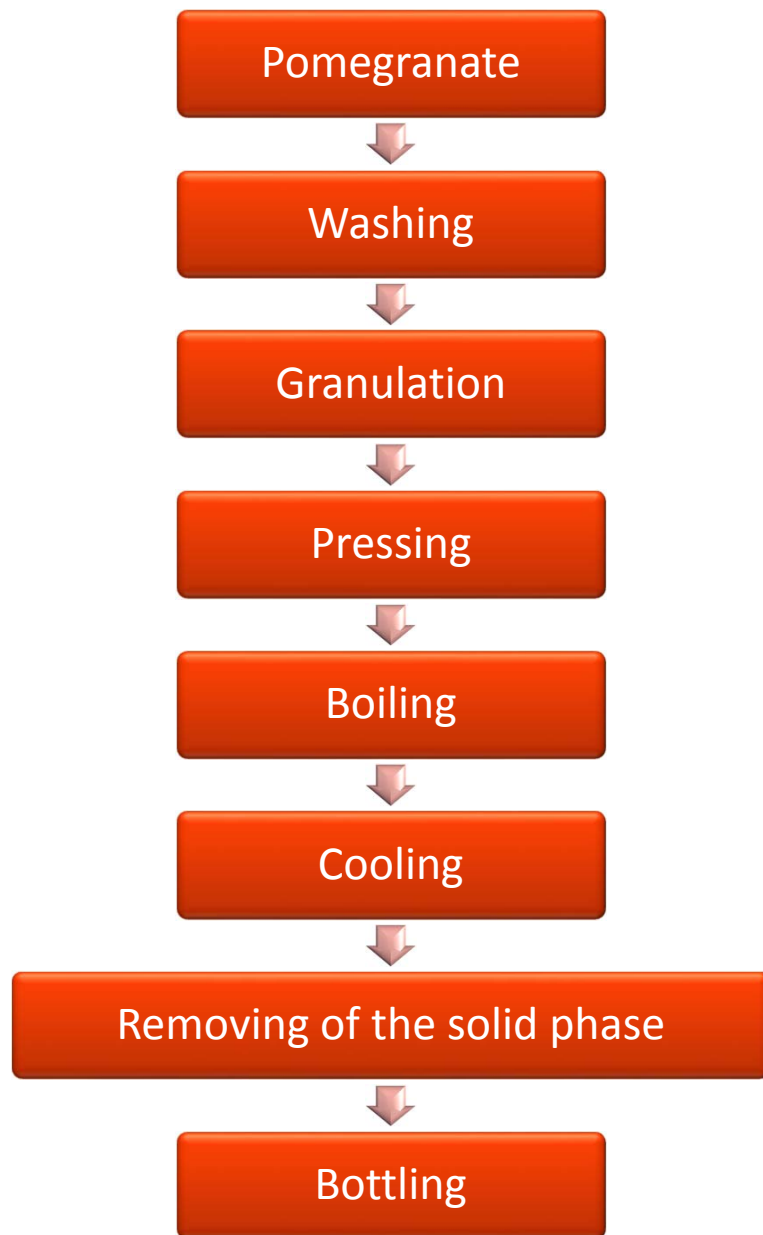 Pomegranate
Washing
Granulation
Pressing
Boiling
Cooling
Removing of the solid phase
Bottling